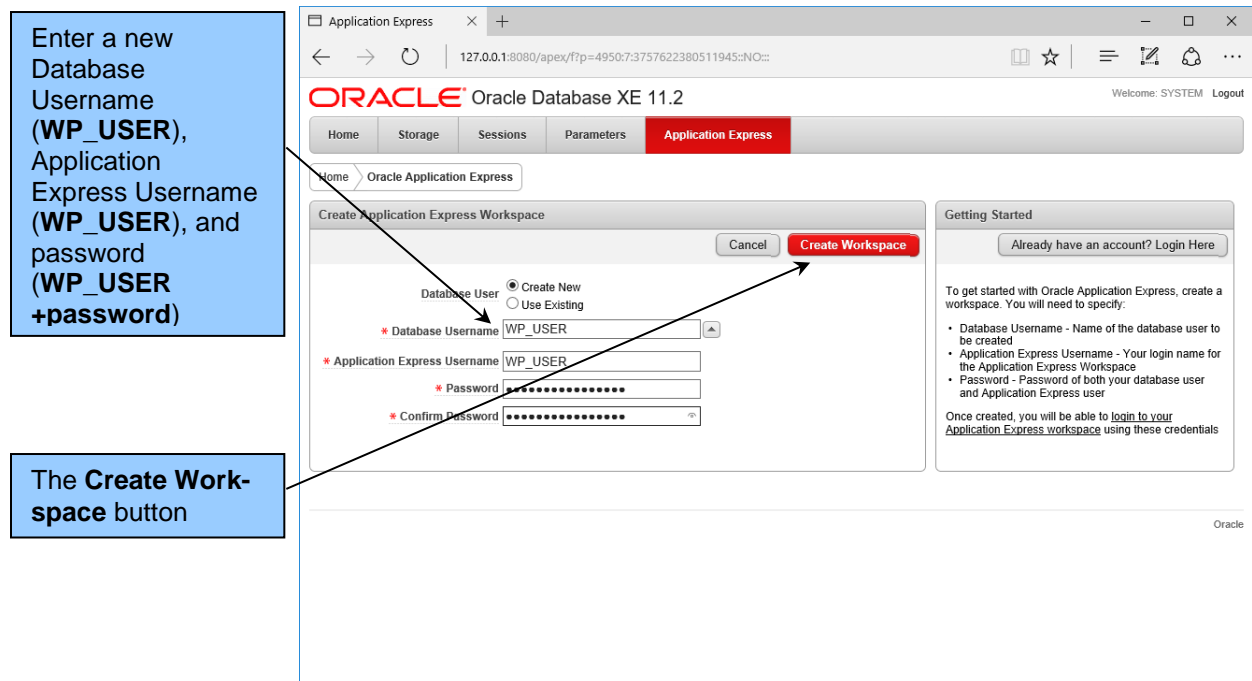 Enter a new
Database
Username
(WP_USER),
Application
Express Username
(WP_USER), and
password
(WP_USER
+password)
The Create Work-
space button
Application Express
127.0.0.1:8080/apex/f?p=4950:7:3757622380511945::NO:::
ORACLE Oracle Database XE 11.2
Welcome: SYSTEM Logout
Home Storage Sessions Parameters Application Express
Home Oracle Application Express
Create Application Express Workspace
Cancel Create Workspace
Database User Create New
Use Existing
* Database Username WP_USER
* Application Express Username WP_USER
* Password ••••••••••••••••
* Confirm Password ••••••••••••••••
Getting Started
Already have an account? Login Here
To get started with Oracle Application Express, create a
workspace. You will need to specify:
• Database Username - Name of the database user to
be created
• Application Express Username - Your login name for
the Application Express Workspace
• Password - Password of both your database user
and Application Express user
Once created, you will be able to login to your
Application Express workspace using these credentials
Oracle